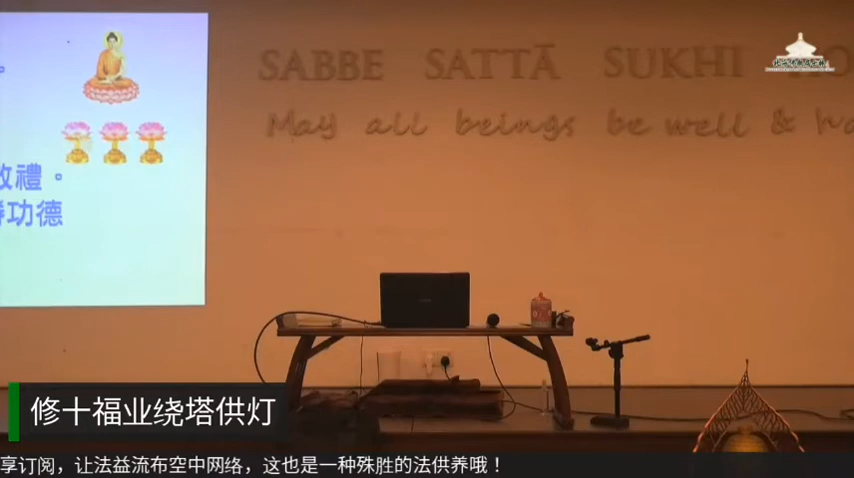 SABBE SATTĀ SUKHI
May all beings be well &
敬禮。
功德
修十福业绕塔供灯
享订阅，让法益流布空中网络，这也是一种殊胜的法供养哦！